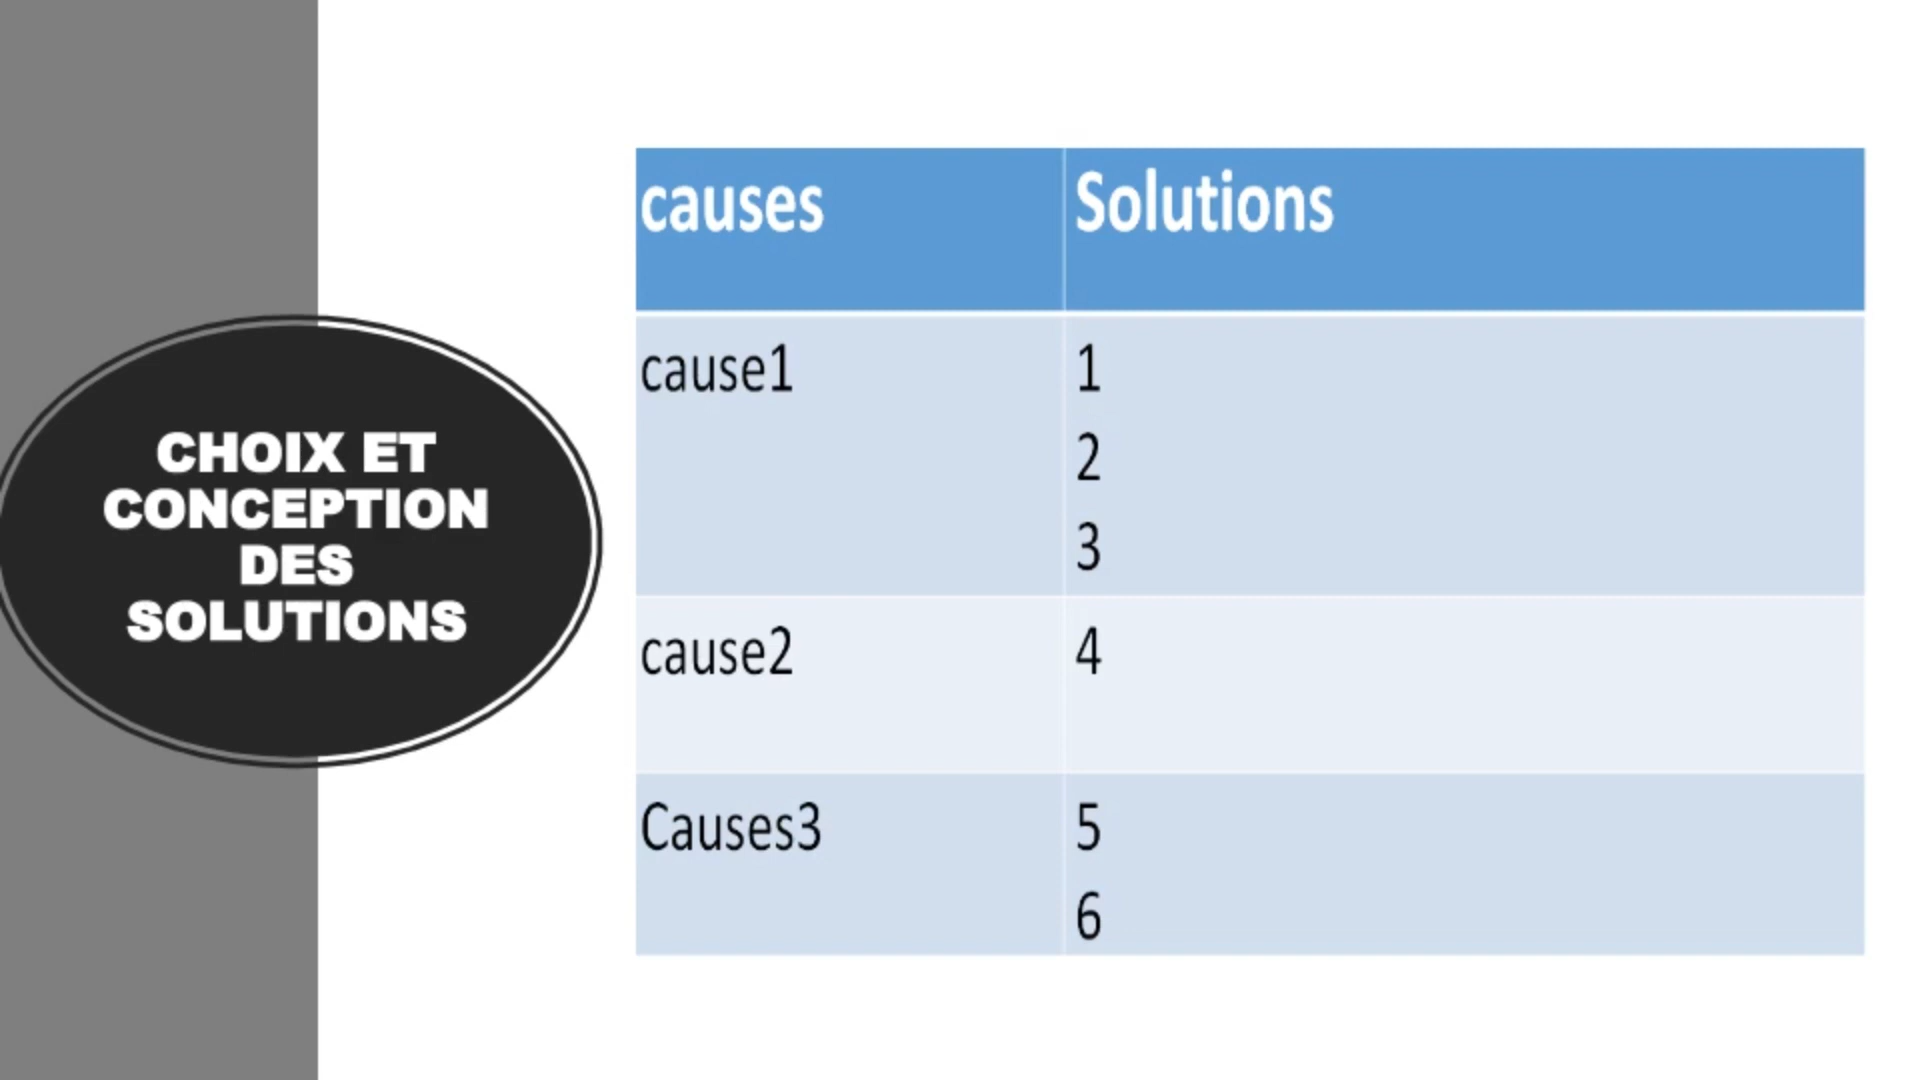 CHOIX ET
CONCEPTION
DES
SOLUTIONS
causes Solutions
cause1 1
2
3
cause2 4
Causes3 5
6